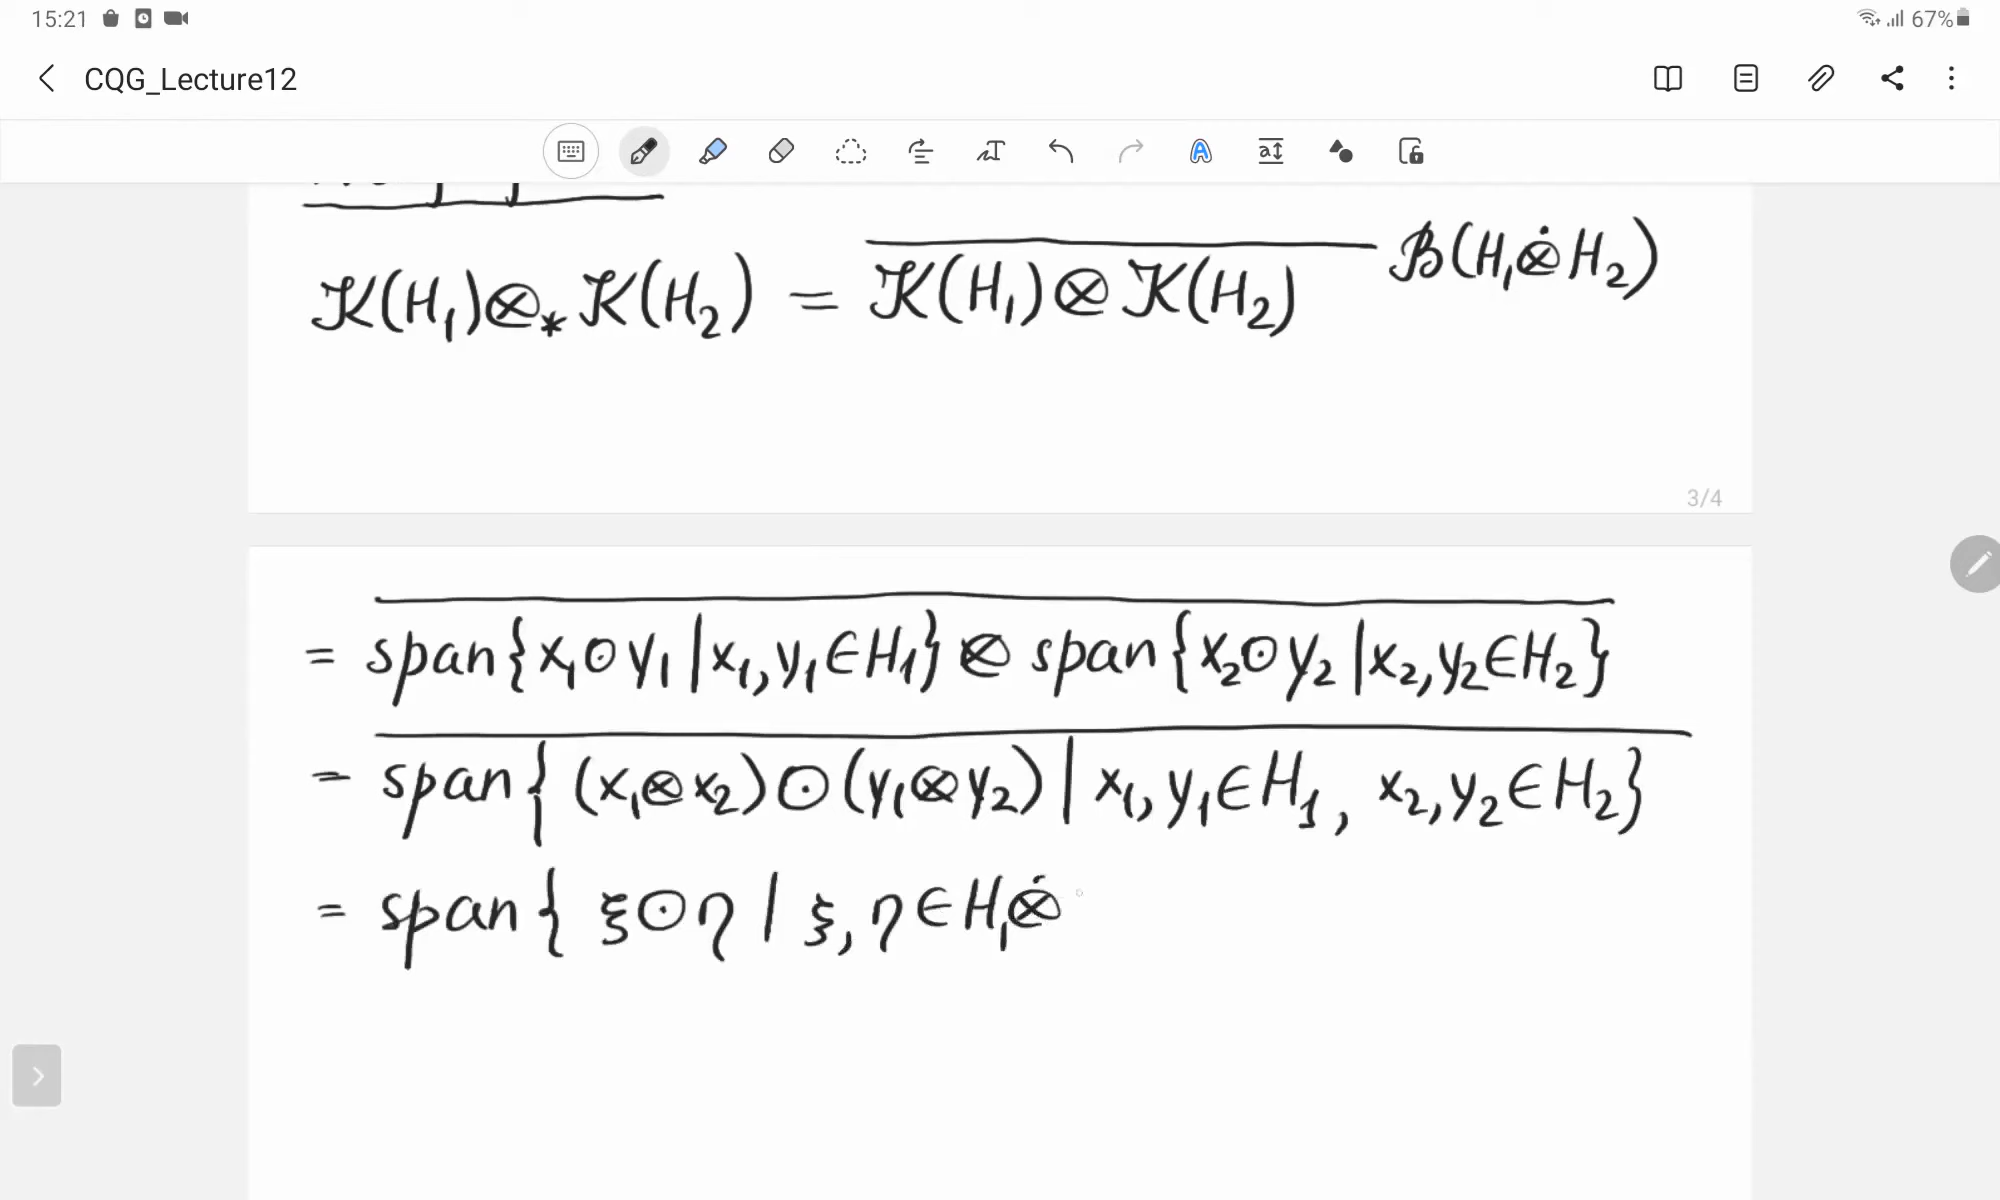 15:21 67%
CQG_Lecture12
𝒦(H₁)⊗⁎𝒦(H₂) = \overline{𝒦(H₁)⊗𝒦(H₂)} ℬ(H₁⊗̇H₂)
3/4
= \overline{span{x₁⊙y₁|x₁,y₁∈H₁}⊗span{x₂⊙y₂|x₂,y₂∈H₂}}
= \overline{span{(x₁⊗x₂)⊙(y₁⊗y₂)|x₁,y₁∈H₁, x₂,y₂∈H₂}}
= span{ξ⊙η|ξ,η∈H₁⊗̇